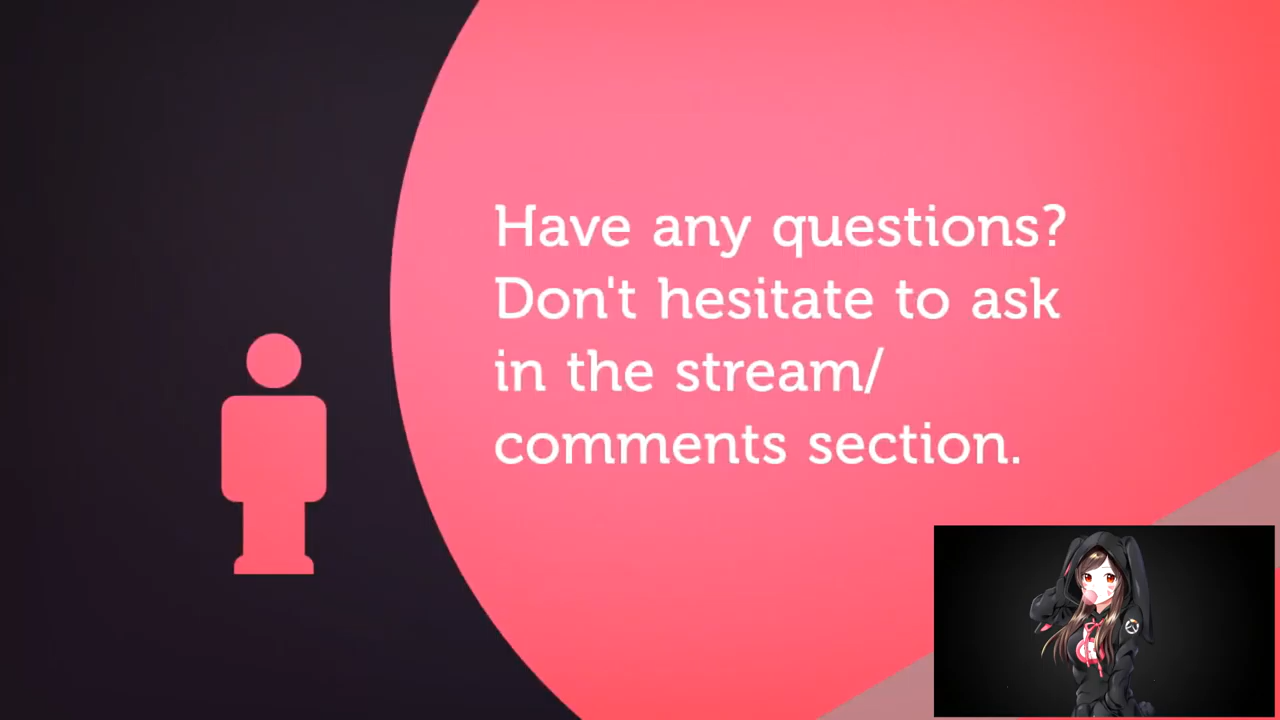 Have any questions?
Don't hesitate to ask
in the stream/
comments section.